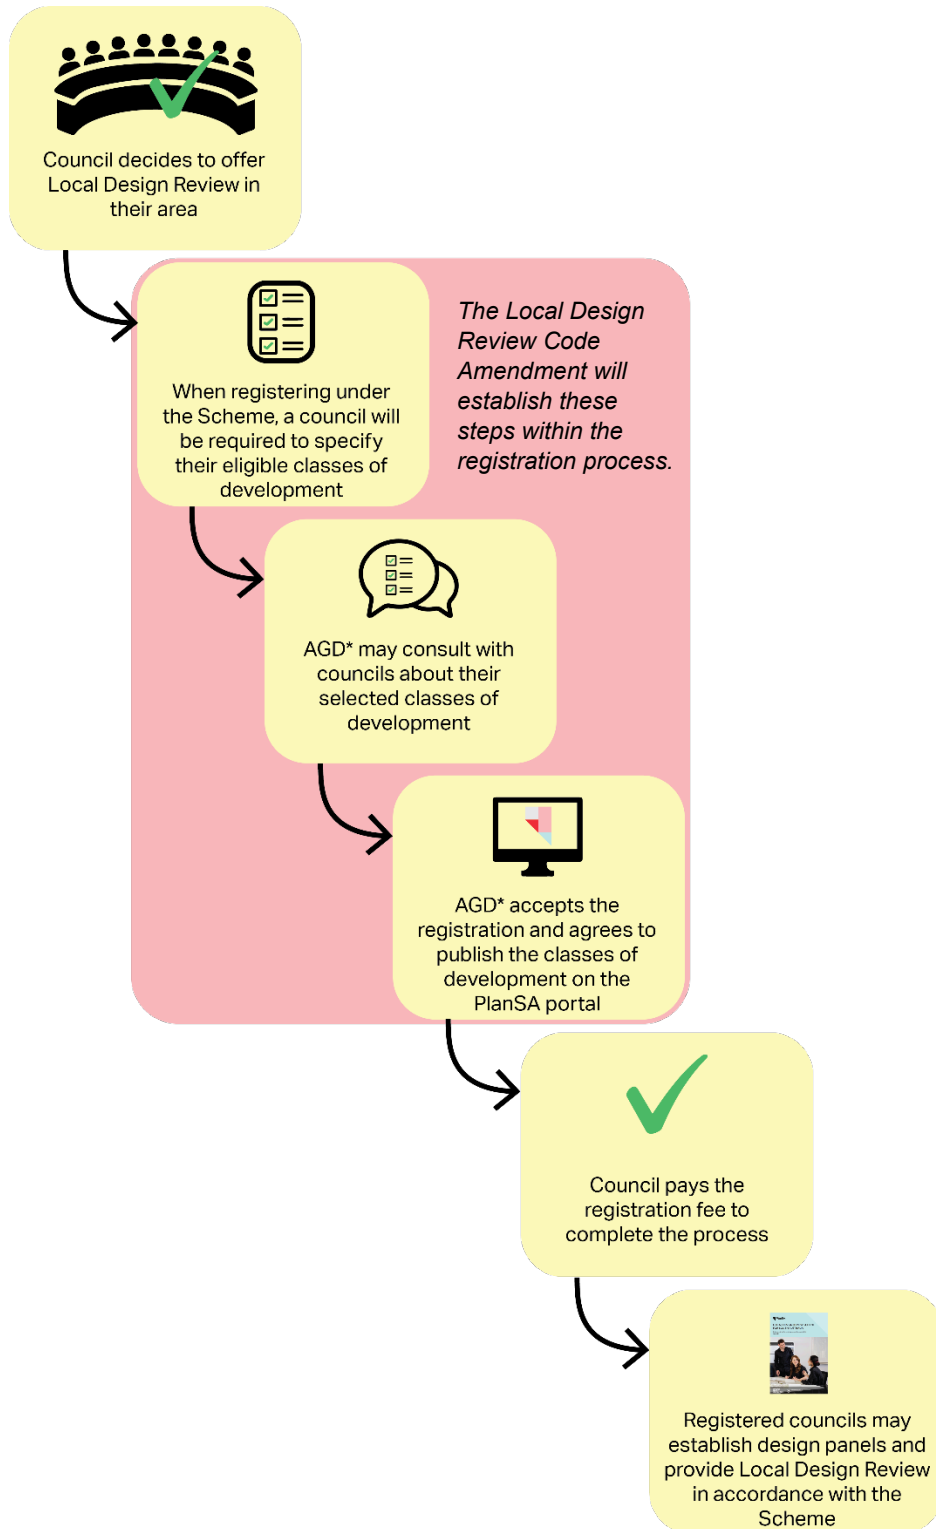 Council decides to offer
Local Design Review in
their area
The Local Design
Review Code
Amendment will
establish these
steps within the
registration process.
When registering under
the Scheme, a council will
be required to specify
their eligible classes of
development
AGD* may consult with
councils about their
selected classes of
development
AGD* accepts the
registration and agrees to
publish the classes of
development on the
PlanSA portal
Council pays the
registration fee to
complete the process
Registered councils may
establish design panels and
provide Local Design Review
in accordance with the
Scheme